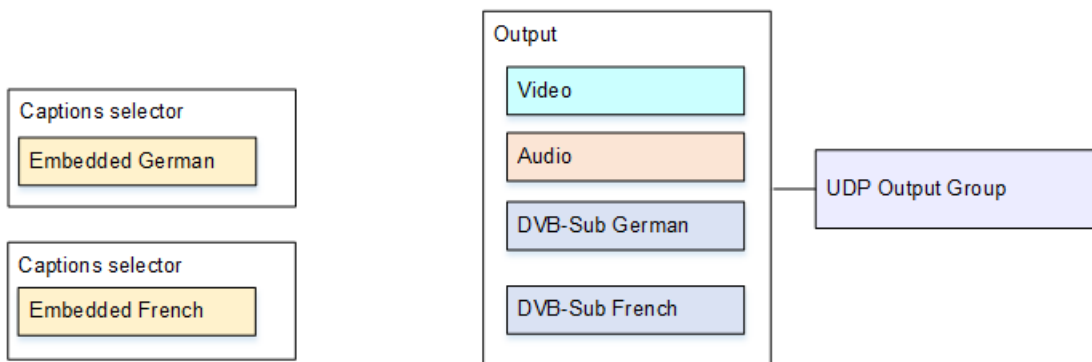 Captions selector
Embedded German
Captions selector
Embedded French
Output
Video
Audio
DVB-Sub German
DVB-Sub French
UDP Output Group